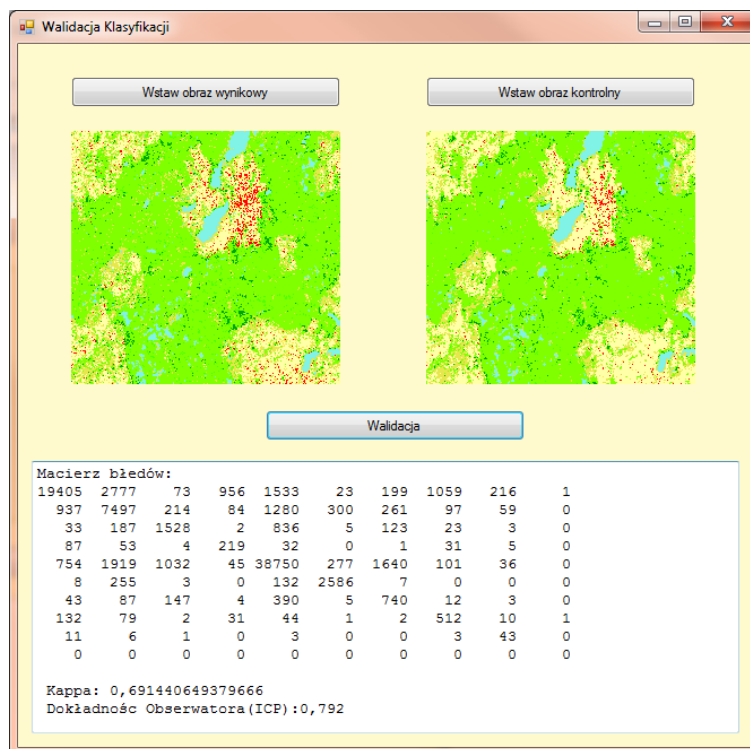 Walidacja Klasyfikacji
Wstaw obraz wynikowy Wstaw obraz kontrolny
Walidacja
Macierz błedów:
19405 2777 73 956 1533 23 199 1059 216 1
937 7497 214 84 1280 300 261 97 59 0
33 187 1528 2 836 5 123 23 3 0
87 53 4 219 32 0 1 31 5 0
754 1919 1032 45 38750 277 1640 101 36 0
8 255 3 0 132 2586 7 0 0 0
43 87 147 4 390 5 740 12 3 0
132 79 2 31 44 1 2 512 10 1
11 6 1 0 3 0 0 3 43 0
0 0 0 0 0 0 0 0 0 0
Kappa: 0,691440649379666
Dokładnośc Obserwatora(ICP):0,792